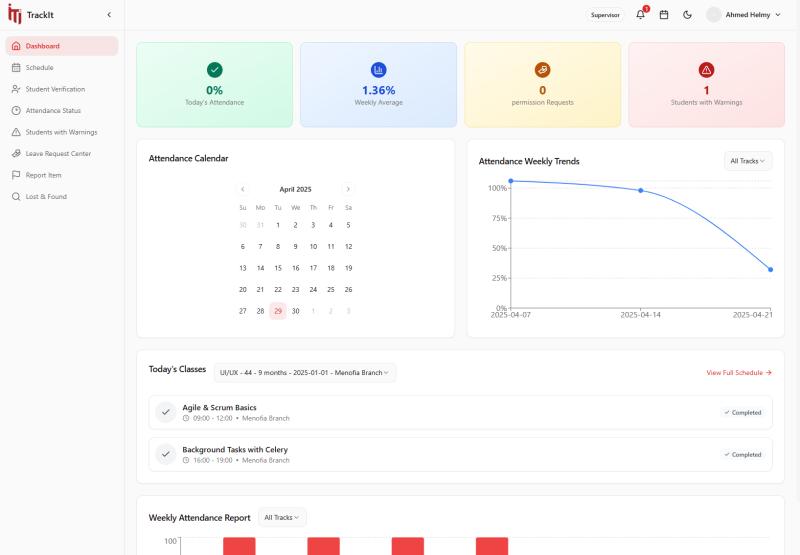 iTi TrackIt
Supervisor
1
Ahmed Helmy
Dashboard
Schedule
Student Verification
Attendance Status
Students with Warnings
Leave Request Center
Report Item
Lost & Found
0%
Today's Attendance
1.36%
Weekly Average
0
permission Requests
1
Students with Warnings
Attendance Calendar
April 2025
Su Mo Tu We Th Fr Sa
30 31 1 2 3 4 5
6 7 8 9 10 11 12
13 14 15 16 17 18 19
20 21 22 23 24 25 26
27 28 29 30 1 2 3
Attendance Weekly Trends
All Tracks
100%
75%
50%
25%
0%
2025-04-07 2025-04-14 2025-04-21
Today's Classes
UI/UX - 44 - 9 months - 2025-01-01 - Menofia Branch
View Full Schedule
Agile & Scrum Basics
09:00 - 12:00 • Menofia Branch
Completed
Background Tasks with Celery
16:00 - 19:00 • Menofia Branch
Completed
Weekly Attendance Report
All Tracks
100